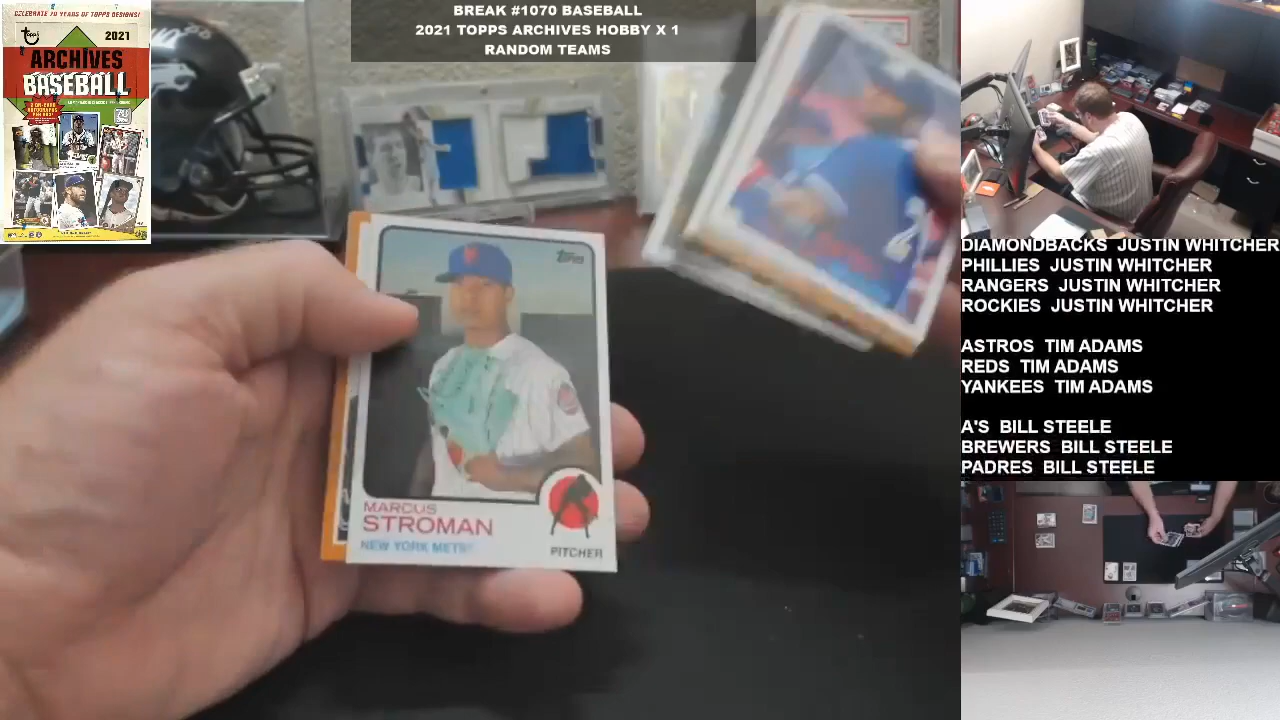 BREAK #1070 BASEBALL
2021 TOPPS ARCHIVES HOBBY X 1
RANDOM TEAMS
CELEBRATE 70 YEARS OF TOPPS DESIGNS!
Topps
2021
ARCHIVES
BASEBALL
Topps
MARCUS
STROMAN
NEW YORK METS
PITCHER
DIAMONDBACKS JUSTIN WHITCHER
PHILLIES JUSTIN WHITCHER
RANGERS JUSTIN WHITCHER
ROCKIES JUSTIN WHITCHER
ASTROS TIM ADAMS
REDS TIM ADAMS
YANKEES TIM ADAMS
A'S BILL STEELE
BREWERS BILL STEELE
PADRES BILL STEELE